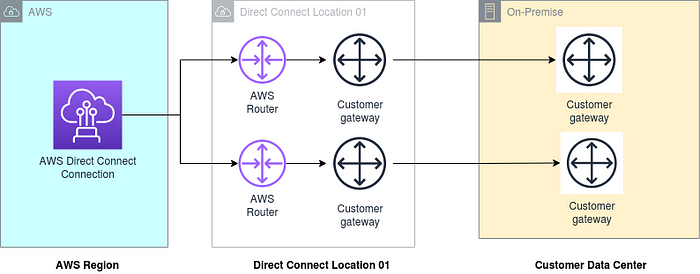 AWS
Direct Connect Location 01
On-Premise
AWS
Router
Customer
gateway
Customer
gateway
AWS Direct Connect
Connection
AWS
Router
Customer
gateway
Customer
gateway
AWS Region
Direct Connect Location 01
Customer Data Center